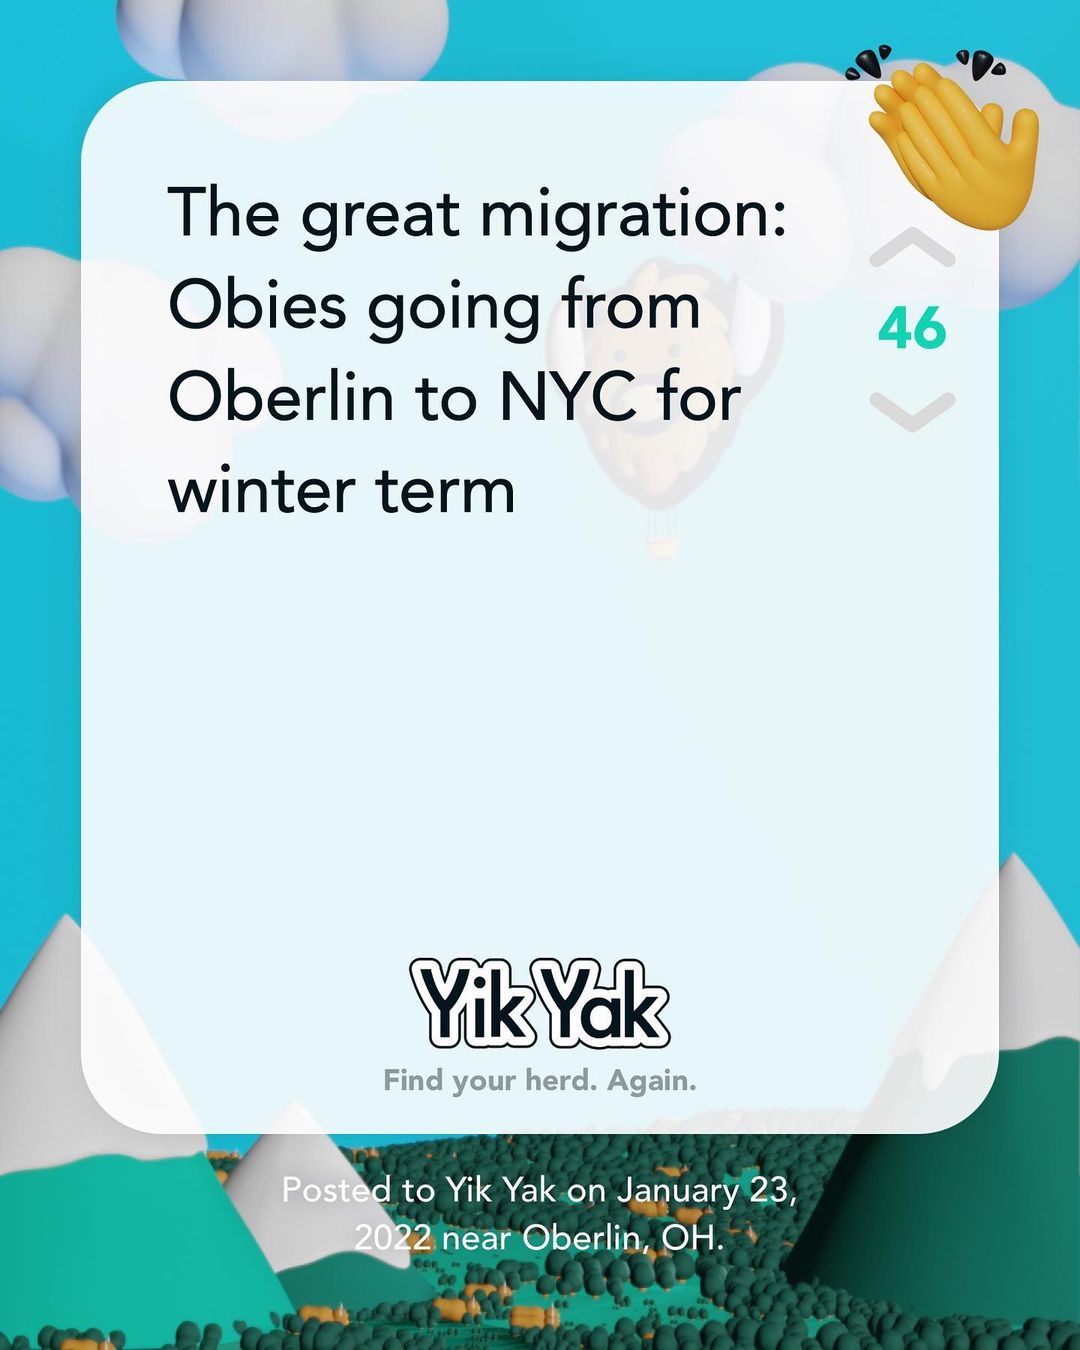 The great migration:
Obies going from
Oberlin to NYC for
winter term
46
Yik Yak
Find your herd. Again.
Posted to Yik Yak on January 23,
2022 near Oberlin, OH.